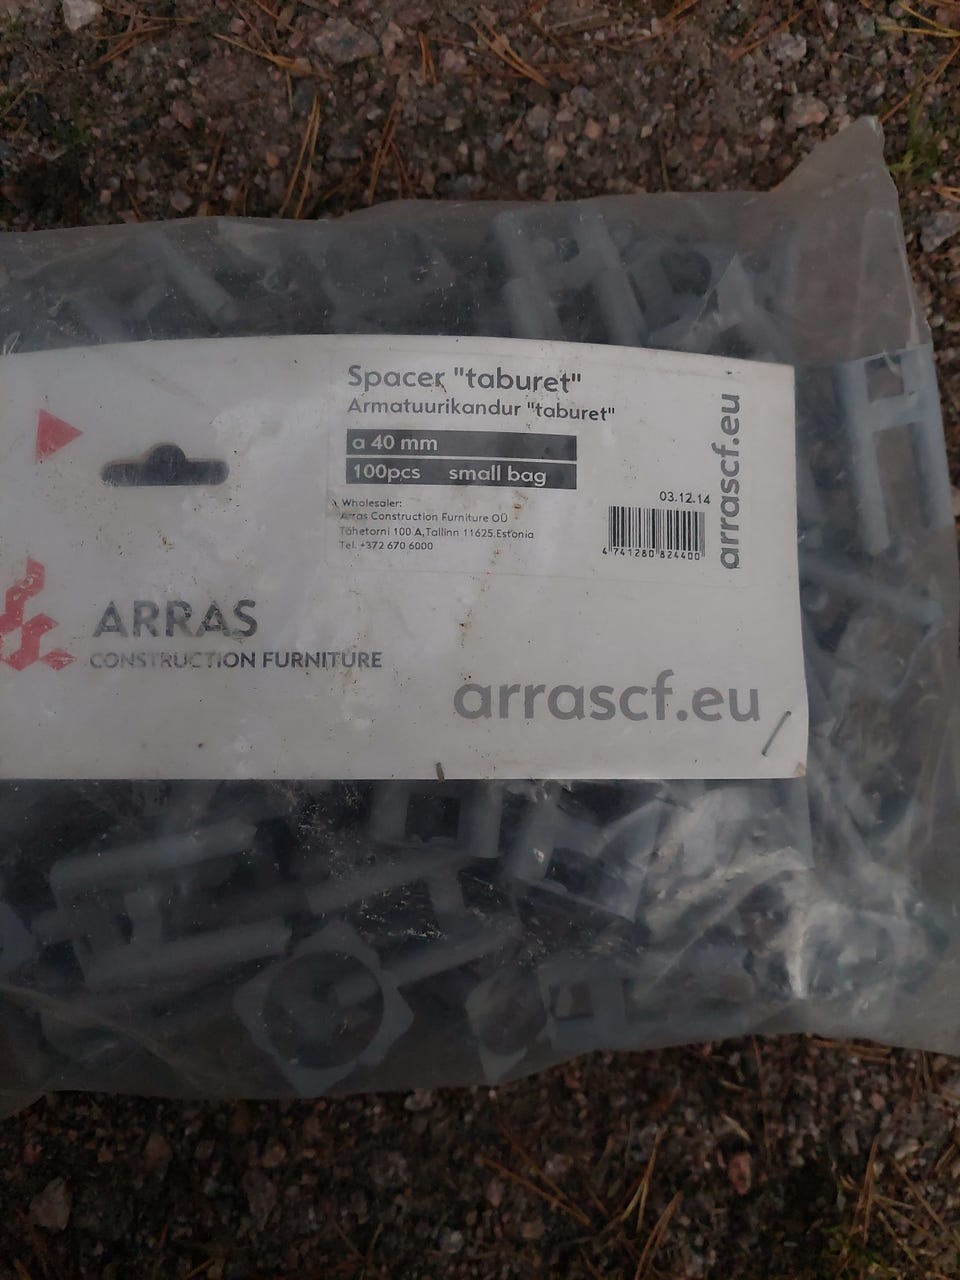 Spacer "taburet"
Armatuurikandur "taburet"
a 40 mm
100pcs small bag
Wholesaler:
Arras Construction Furniture OÜ
Tähetorni 100 A,Tallinn 11625.Estonia
Tel. +372 670 6000
03.12.14
4 741280 824400
arrascf.eu
ARRAS
CONSTRUCTION FURNITURE
arrascf.eu